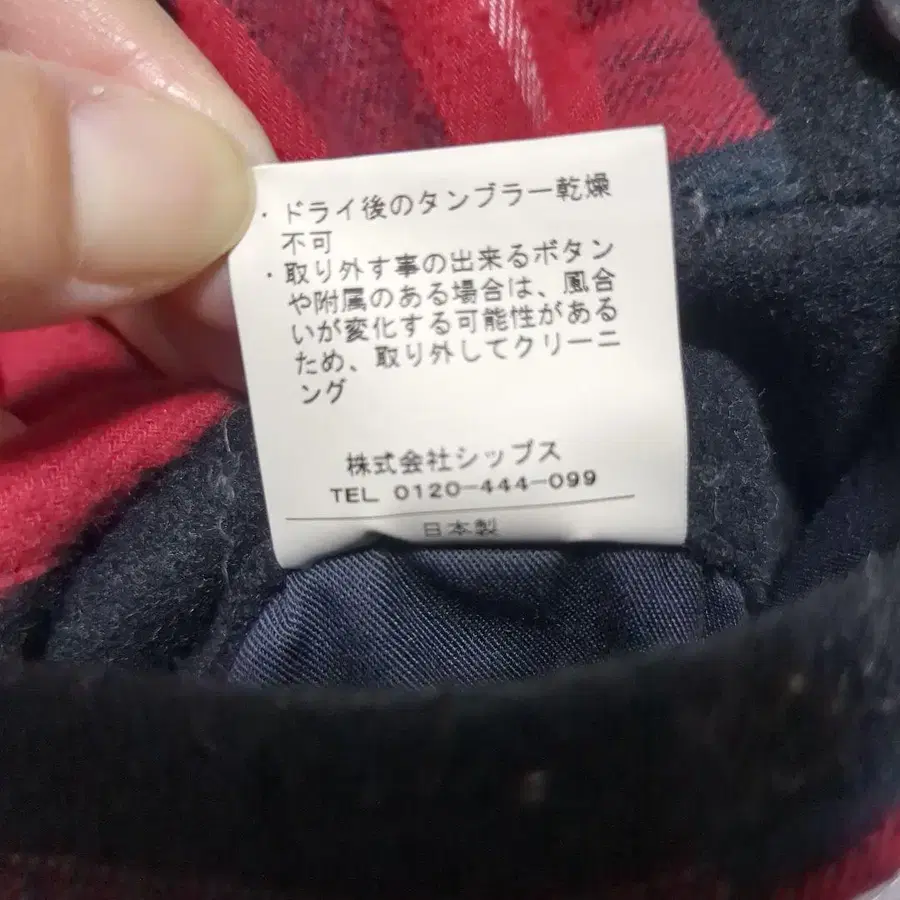 ・ドライ後のタンブラー乾燥
不可
・取り外す事の出来るボタン
や附属のある場合は、風合
いが変化する可能性がある
ため、取り外してクリーニ
ング
株式会社シップス
TEL 0120-444-099
日本製